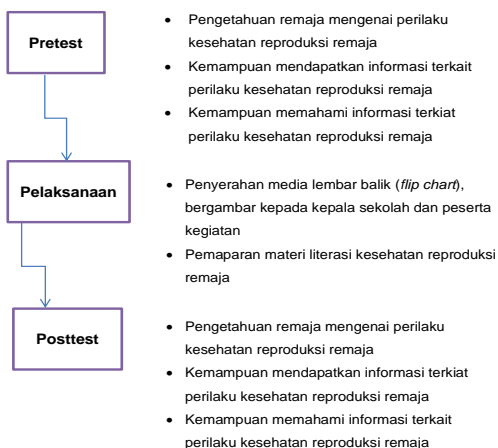 Pretest
• Pengetahuan remaja mengenai perilaku
kesehatan reproduksi remaja
• Kemampuan mendapatkan informasi terkait
perilaku kesehatan reproduksi remaja
• Kemampuan memahami informasi terkiat
perilaku kesehatan reproduksi remaja
Pelaksanaan
• Penyerahan media lembar balik (flip chart),
bergambar kepada kepala sekolah dan peserta
kegiatan
• Pemaparan materi literasi kesehatan reproduksi
remaja
Posttest
• Pengetahuan remaja mengenai perilaku
kesehatan reproduksi remaja
• Kemampuan mendapatkan informasi terkiat
perilaku kesehatan reproduksi remaja
• Kemampuan memahami informasi terkait
perilaku kesehatan reproduksi remaja